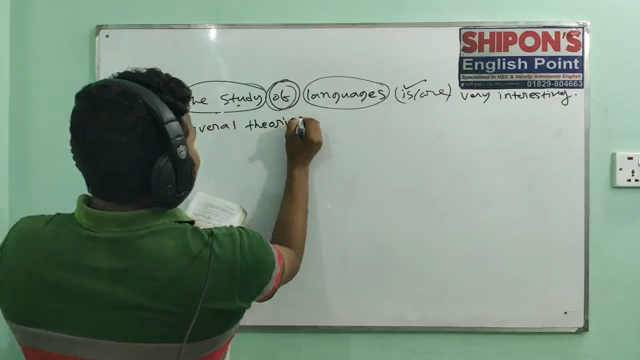 SHIPON'S
English Point
Specialised in HSC & Varsity Admission English
01829-804663
he study of languages (is/are) very interesting.
veral theori